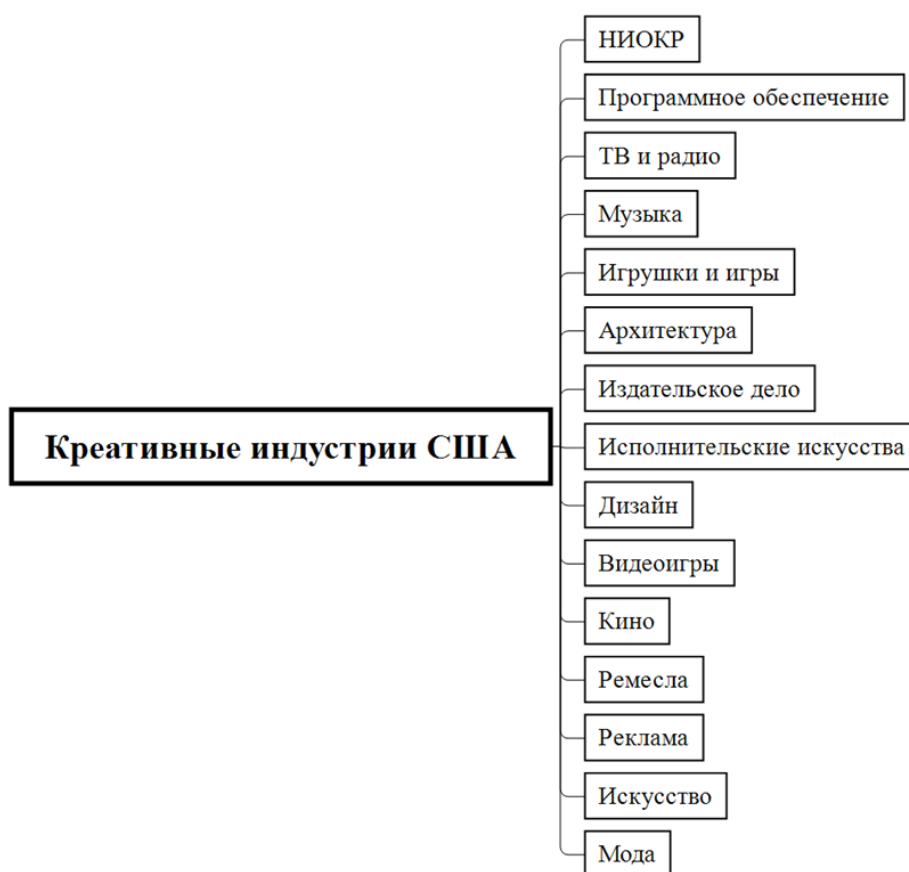 НИОКР
Программное обеспечение
ТВ и радио
Музыка
Игрушки и игры
Архитектура
Издательское дело
Креативные индустрии США
Исполнительские искусства
Дизайн
Видеоигры
Кино
Ремесла
Реклама
Искусство
Мода